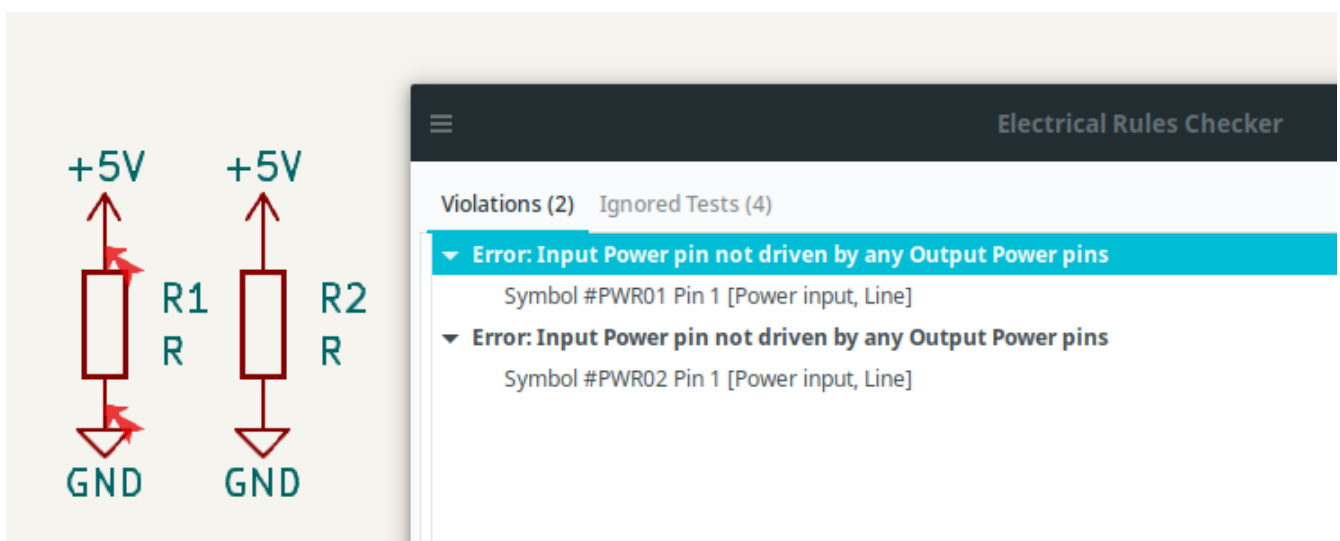 Electrical Rules Checker
+5V +5V
Violations (2) Ignored Tests (4)
Error: Input Power pin not driven by any Output Power pins
R1 R2
Symbol #PWR01 Pin 1 [Power input, Line]
Error: Input Power pin not driven by any Output Power pins
R R
Symbol #PWR02 Pin 1 [Power input, Line]
GND GND